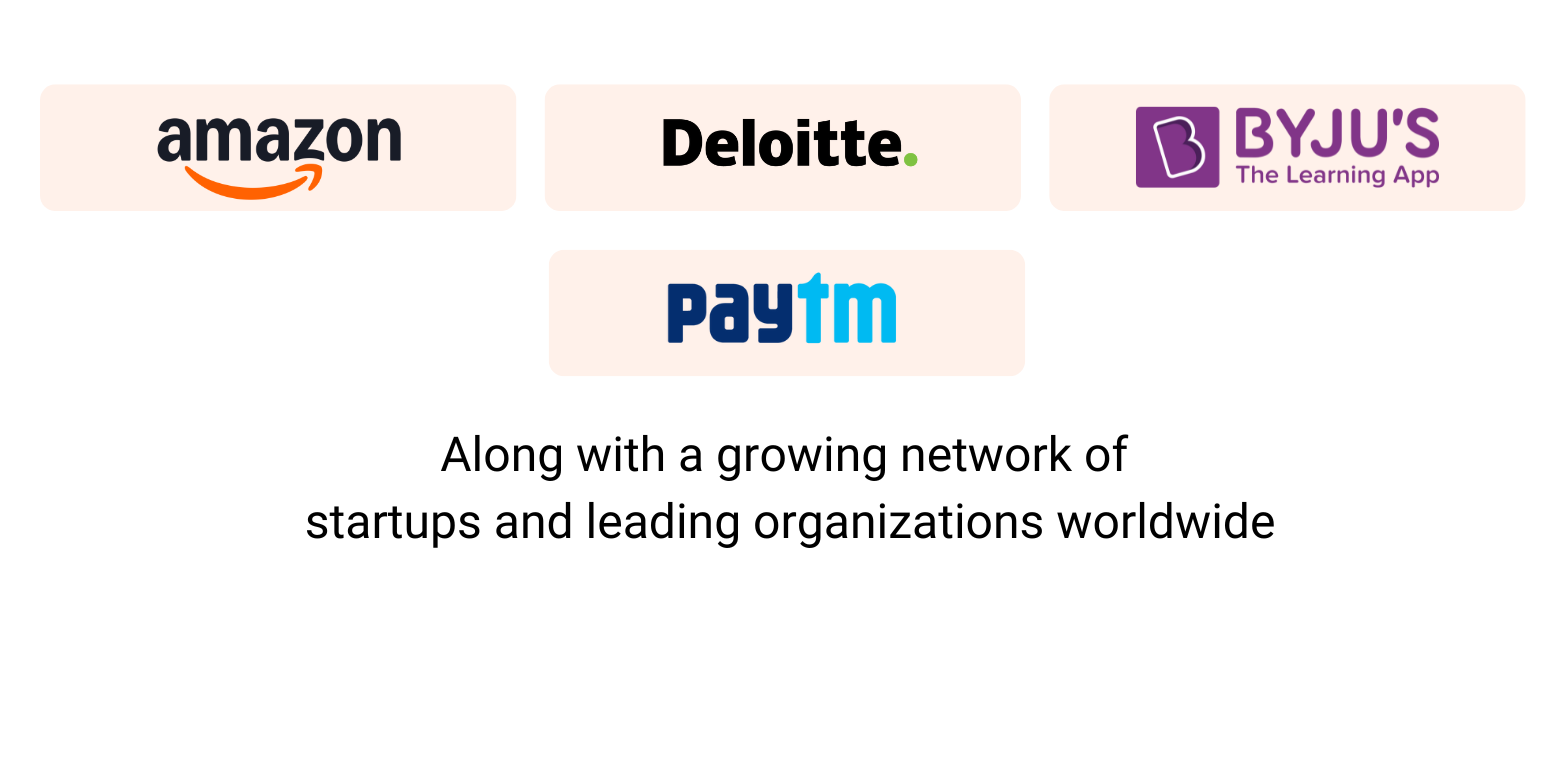 amazon
Deloitte.
BYJU'S
The Learning App
paytm
Along with a growing network of
startups and leading organizations worldwide